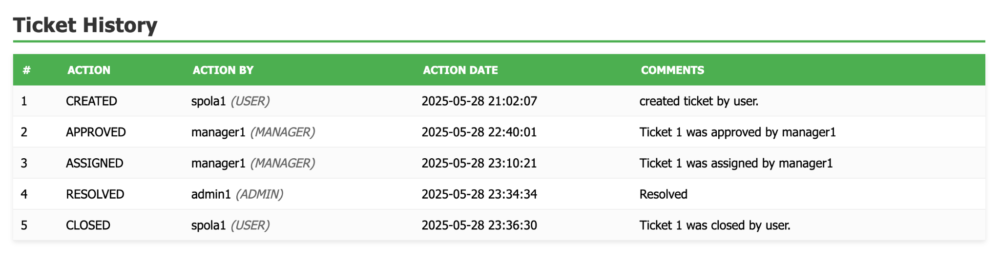 Ticket History
# ACTION ACTION BY ACTION DATE COMMENTS
1 CREATED spola1 (USER) 2025-05-28 21:02:07 created ticket by user.
2 APPROVED manager1 (MANAGER) 2025-05-28 22:40:01 Ticket 1 was approved by manager1
3 ASSIGNED manager1 (MANAGER) 2025-05-28 23:10:21 Ticket 1 was assigned by manager1
4 RESOLVED admin1 (ADMIN) 2025-05-28 23:34:34 Resolved
5 CLOSED spola1 (USER) 2025-05-28 23:36:30 Ticket 1 was closed by user.